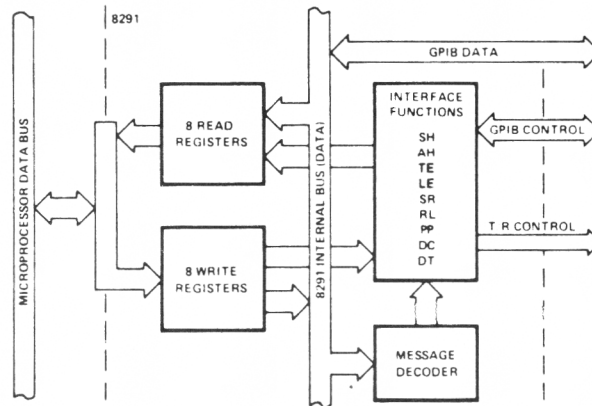 8291
GPIB DATA
MICROPROCESSOR DATA BUS
8 READ
REGISTERS
8291 INTERNAL BUS (DATA)
INTERFACE
FUNCTIONS
SH
AH
TE
LE
SR
RL
PP
DC
DT
GPIB CONTROL
T R CONTROL
8 WRITE
REGISTERS
MESSAGE
DECODER